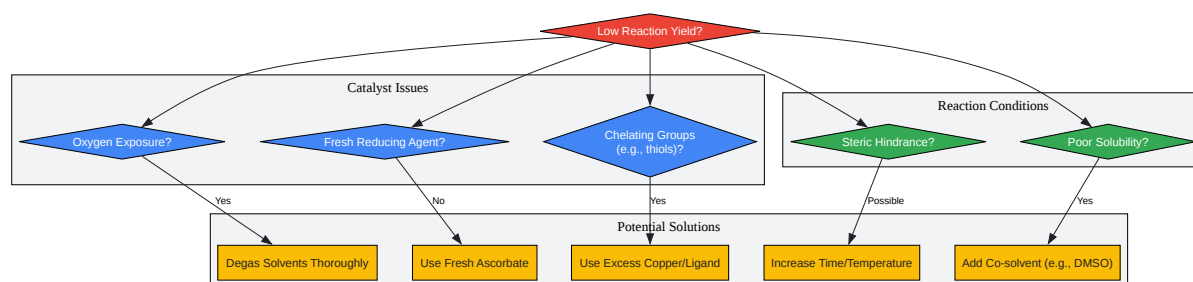 Low Reaction Yield?
Catalyst Issues
Reaction Conditions
Oxygen Exposure?
Fresh Reducing Agent?
Chelating Groups
(e.g., thiols)?
Steric Hindrance?
Poor Solubility?
Yes
No
Yes
Possible
Yes
Potential Solutions
Degas Solvents Thoroughly
Use Fresh Ascorbate
Use Excess Copper/Ligand
Increase Time/Temperature
Add Co-solvent (e.g., DMSO)